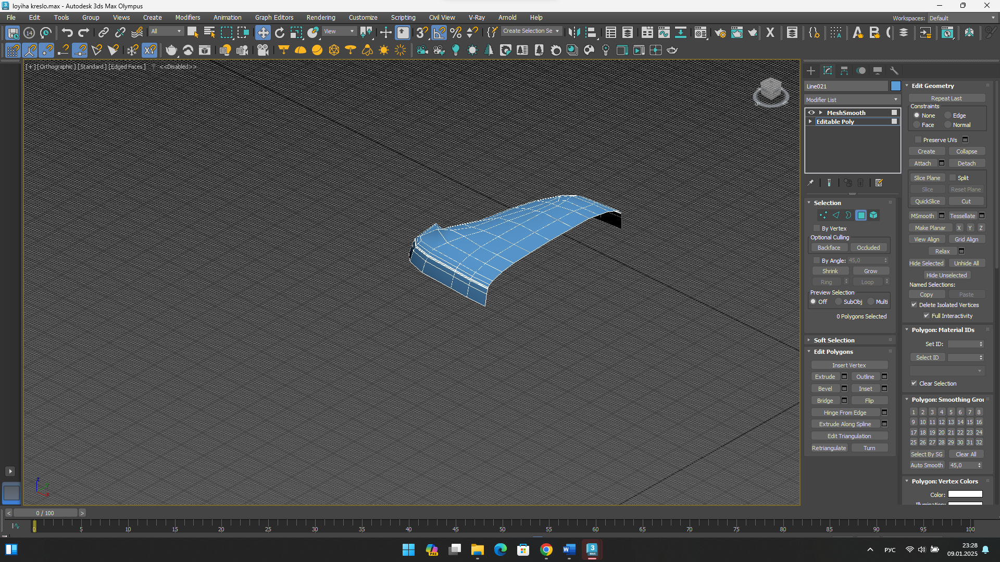 loyiha kreslo.max - Autodesk 3ds Max Olympus
File Edit Tools Group Views Create Modifiers Animation Graph Editors Rendering Customize Scripting Civil View V-Ray Arnold Help
Workspaces: Default
14
All
View
Create Selection Se
[+] [Orthographic] [Standard] [Edged Faces] <<Disabled>>
Line021
Modifier List
MeshSmooth
Editable Poly
Selection
By Vertex
Optional Culling
Backface Occluded
By Angle: 45,0
Shrink Grow
Ring Loop
Preview Selection
Off SubObj Multi
0 Polygons Selected
Soft Selection
Edit Polygons
Insert Vertex
Extrude Outline
Bevel Inset
Bridge Flip
Hinge From Edge
Extrude Along Spline
Edit Triangulation
Retriangulate Turn
Edit Geometry
Repeat Last
Constraints
None Edge
Face Normal
Preserve UVs
Create Collapse
Attach Detach
Slice Plane Split
Slice Reset Plane
QuickSlice Cut
MSmooth Tessellate
Make Planar X Y Z
View Align Grid Align
Relax
Hide Selected Unhide All
Hide Unselected
Named Selections:
Copy Paste
Delete Isolated Vertices
Full Interactivity
Polygon: Material IDs
Set ID:
Select ID
Clear Selection
Polygon: Smoothing Grou
1 2 3 4 5 6 7 8
9 10 11 12 13 14 15 16
17 18 19 20 21 22 23 24
25 26 27 28 29 30 31 32
Select By SG Clear All
Auto Smooth 45,0
Polygon: Vertex Colors
Color:
Illumination:
z
y
x
< 0 / 100 >
0 5 10 15 20 25 30 35 40 45 50 55 60 65 70 75 80 85 90 95 100
РУС
23:28
09.01.2025